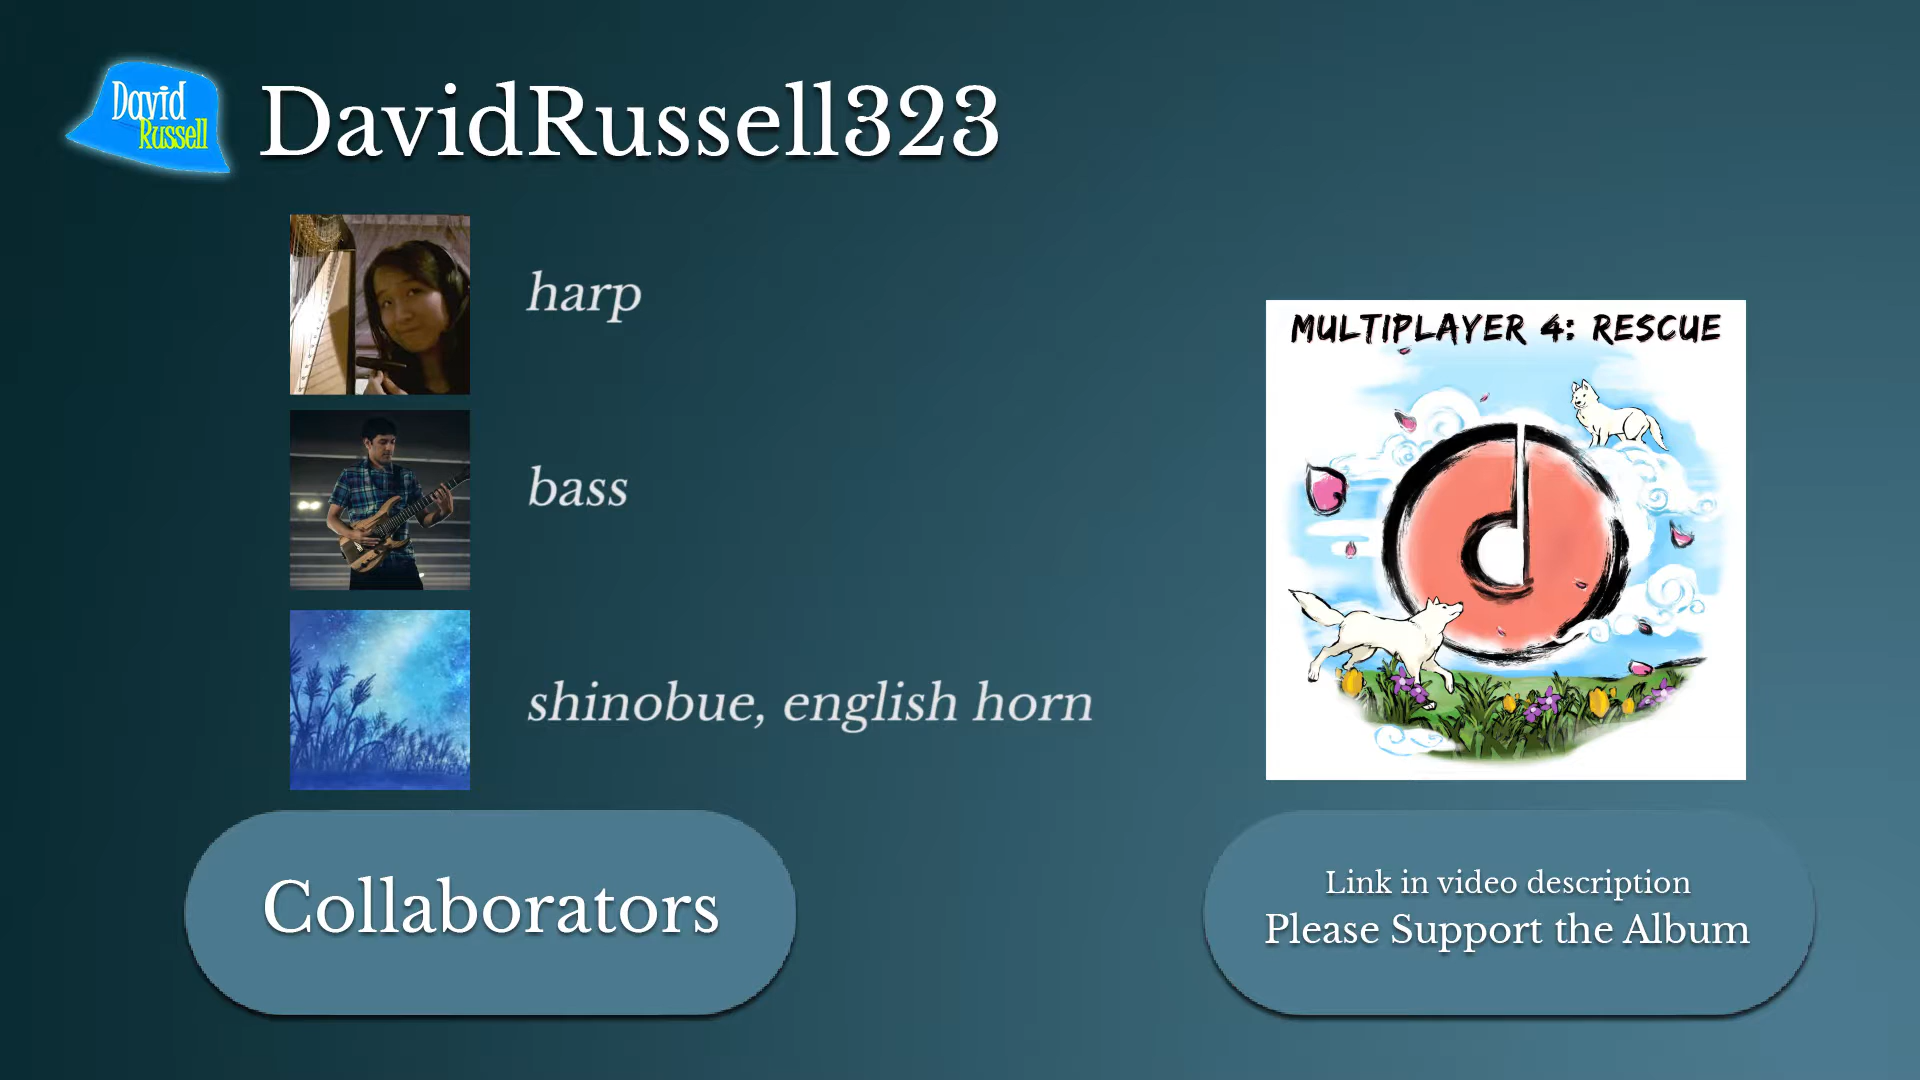 David
Russell
DavidRussell323
harp
bass
shinobue, english horn
MULTIPLAYER 4: RESCUE
d
Collaborators
Link in video description
Please Support the Album